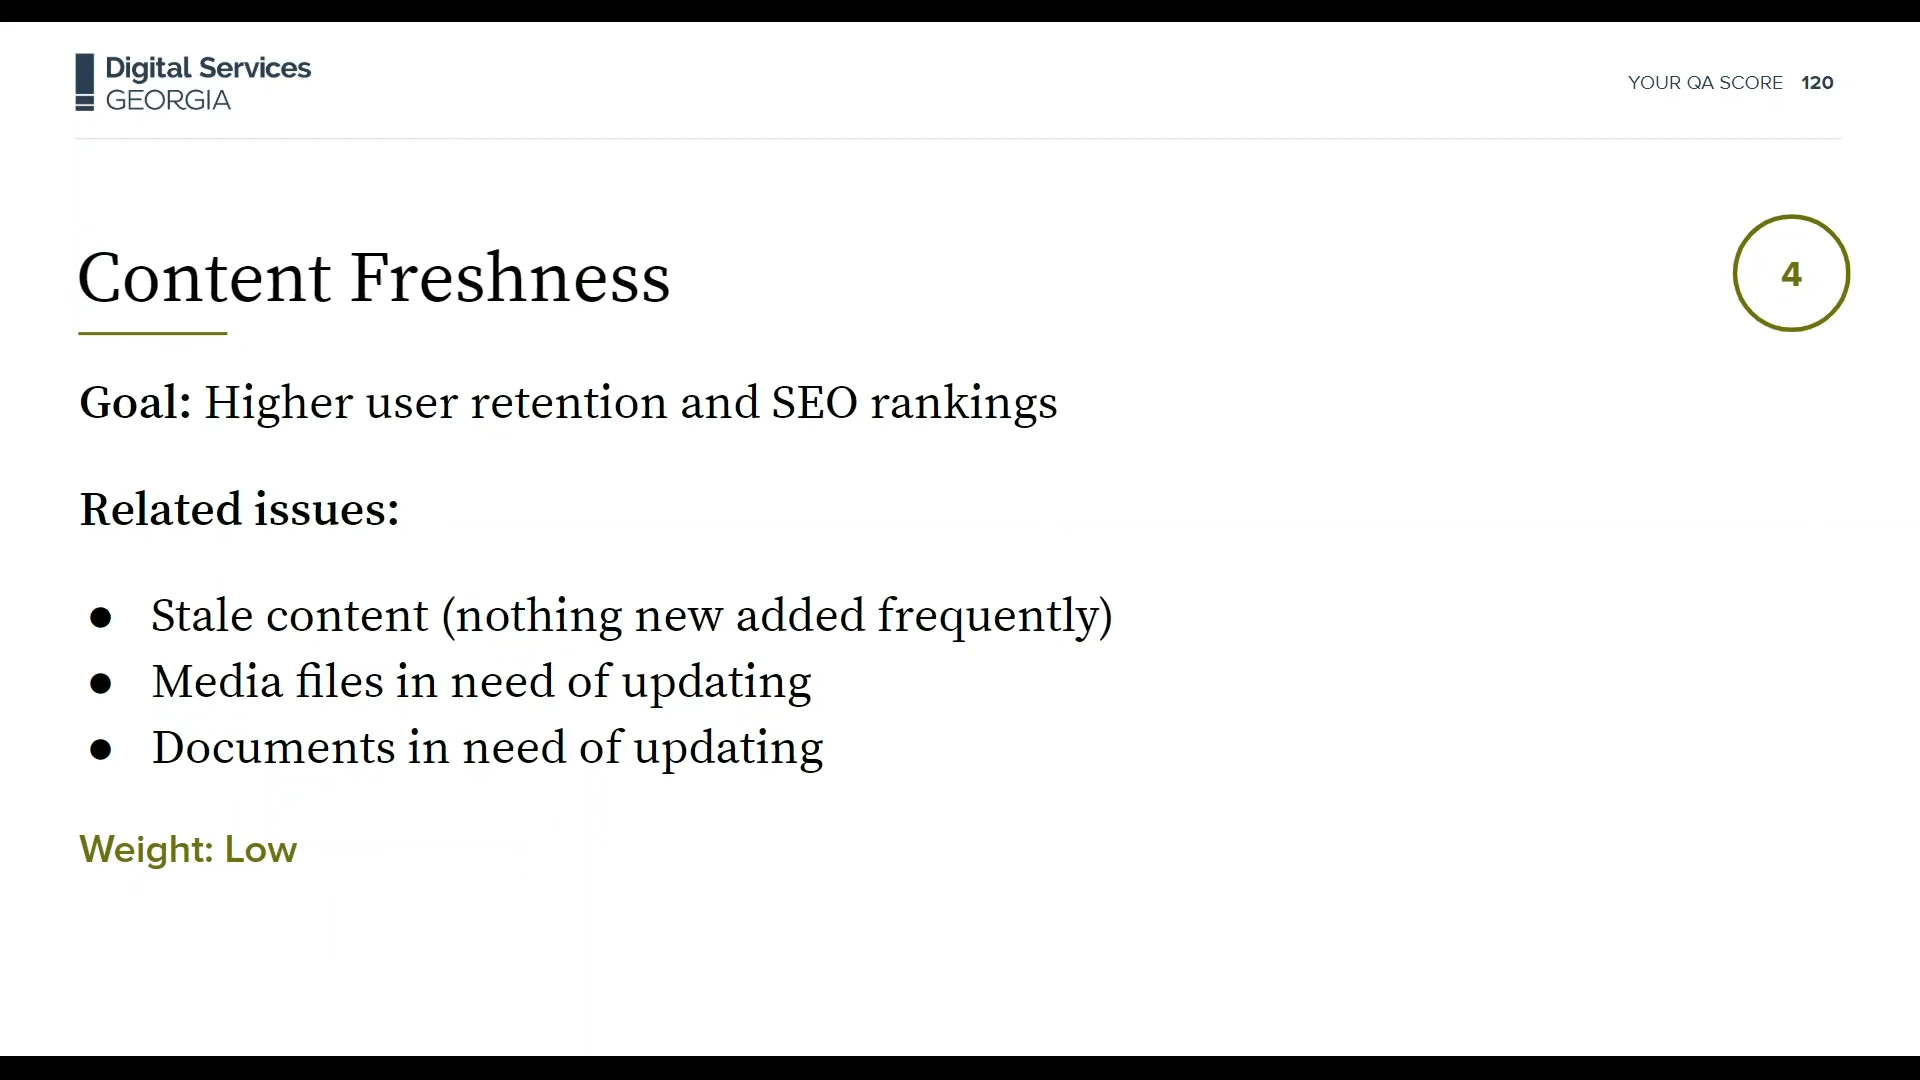 Digital Services
GEORGIA
YOUR QA SCORE 120
Content Freshness
4
Goal: Higher user retention and SEO rankings
Related issues:
● Stale content (nothing new added frequently)
● Media files in need of updating
● Documents in need of updating
Weight: Low